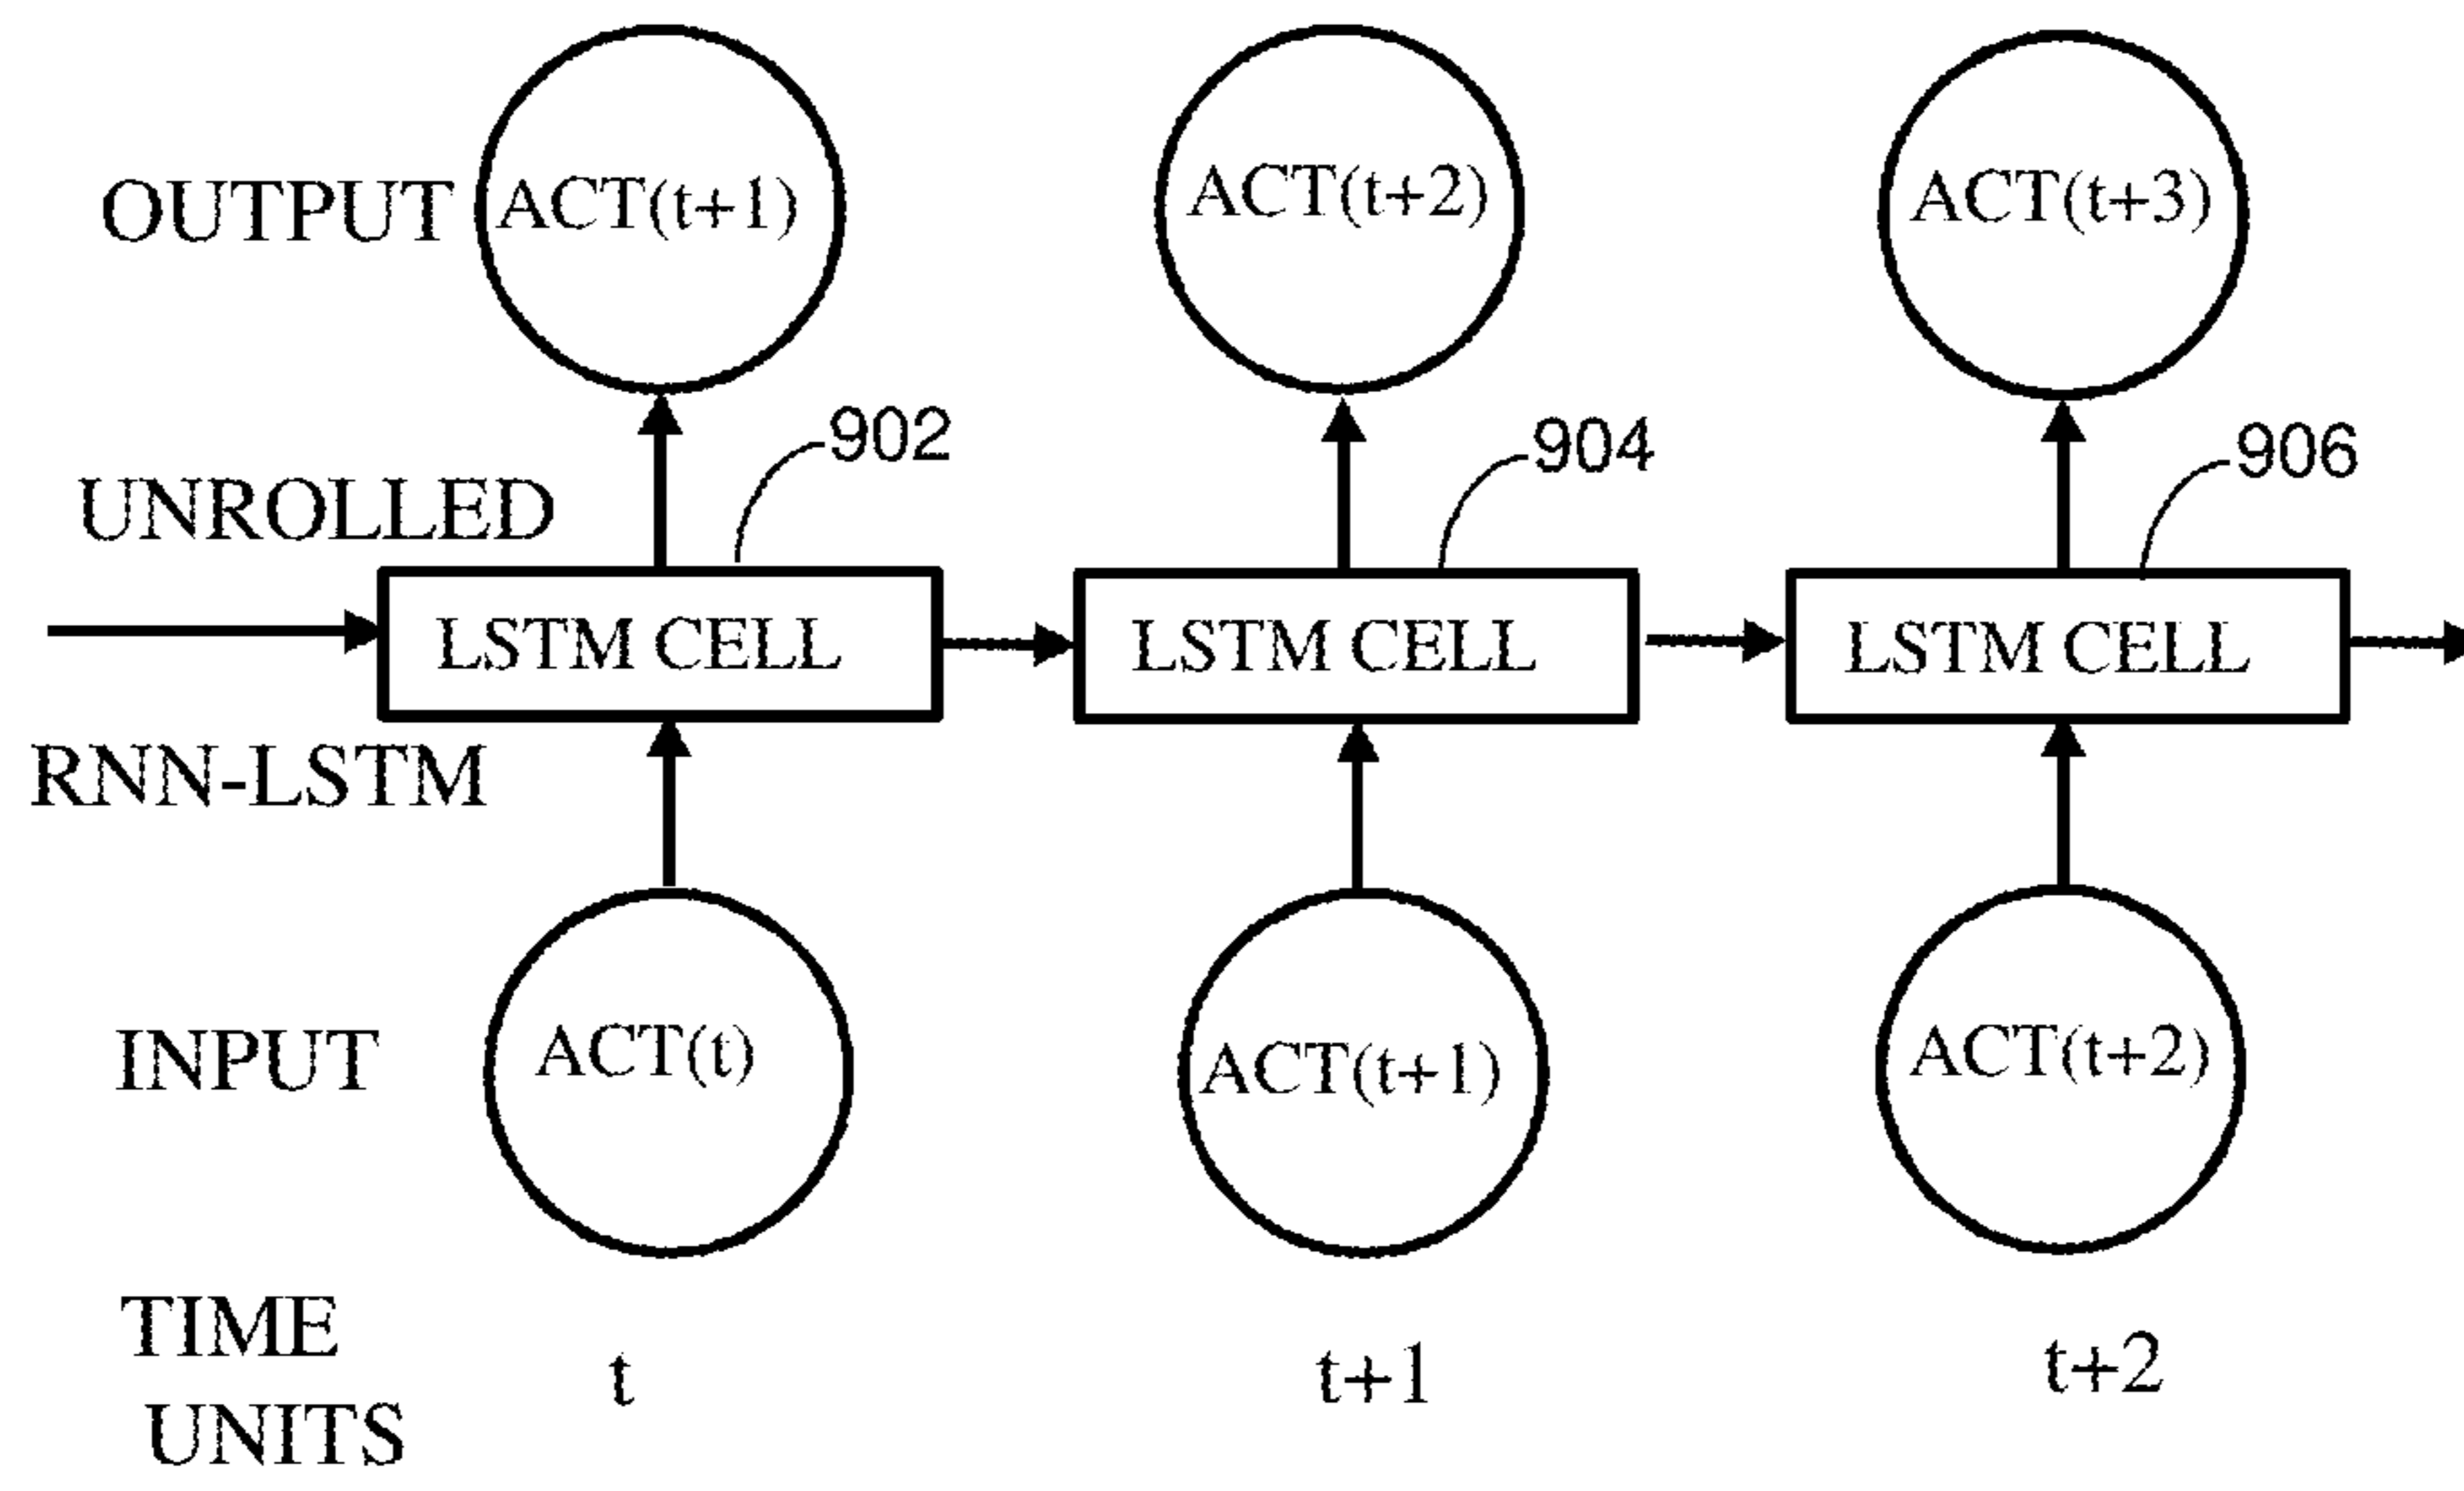 OUTPUT ACT(t+1) ACT(t+2) ACT(t+3)
902 904 906
UNROLLED
LSTM CELL LSTM CELL LSTM CELL
RNN-LSTM
INPUT ACT(t) ACT(t+1) ACT(t+2)
TIME
UNITS t t+1 t+2